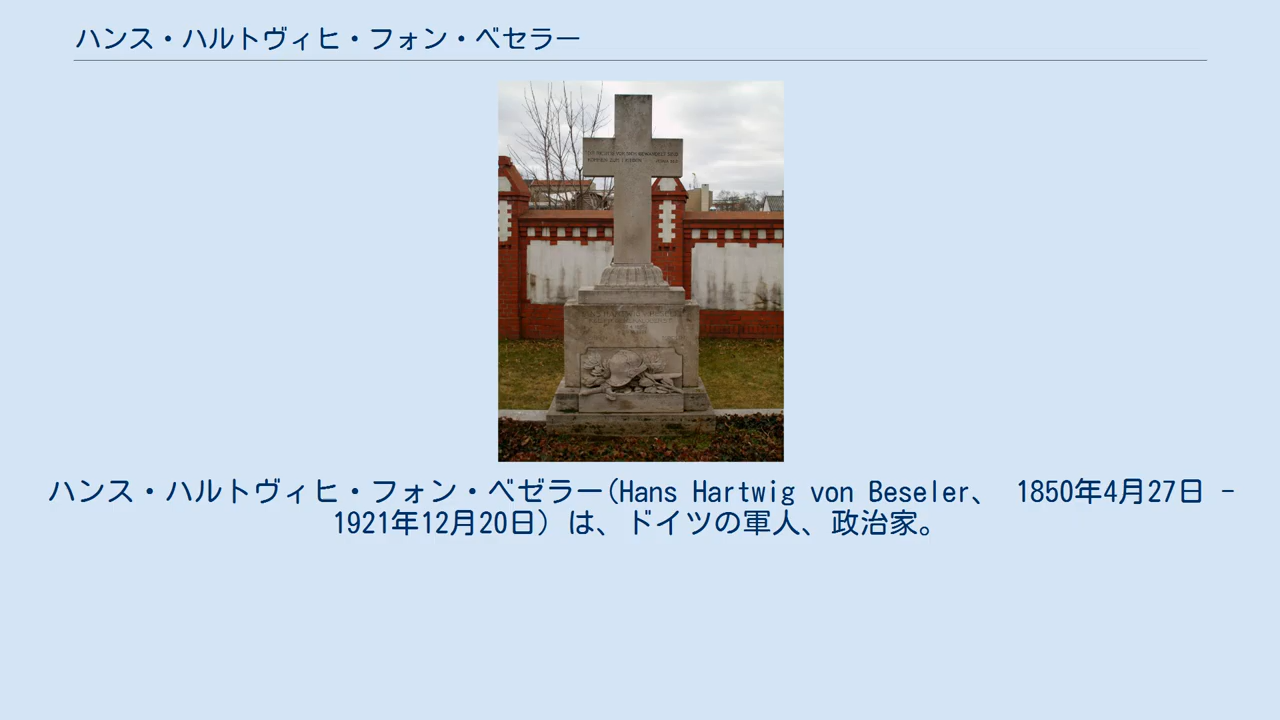 ハンス・ハルトヴィヒ・フォン・ベセラー
ハンス・ハルトヴィヒ・フォン・ベゼラー(Hans Hartwig von Beseler、 1850年4月27日 -
1921年12月20日) は、ドイツの軍人、政治家。